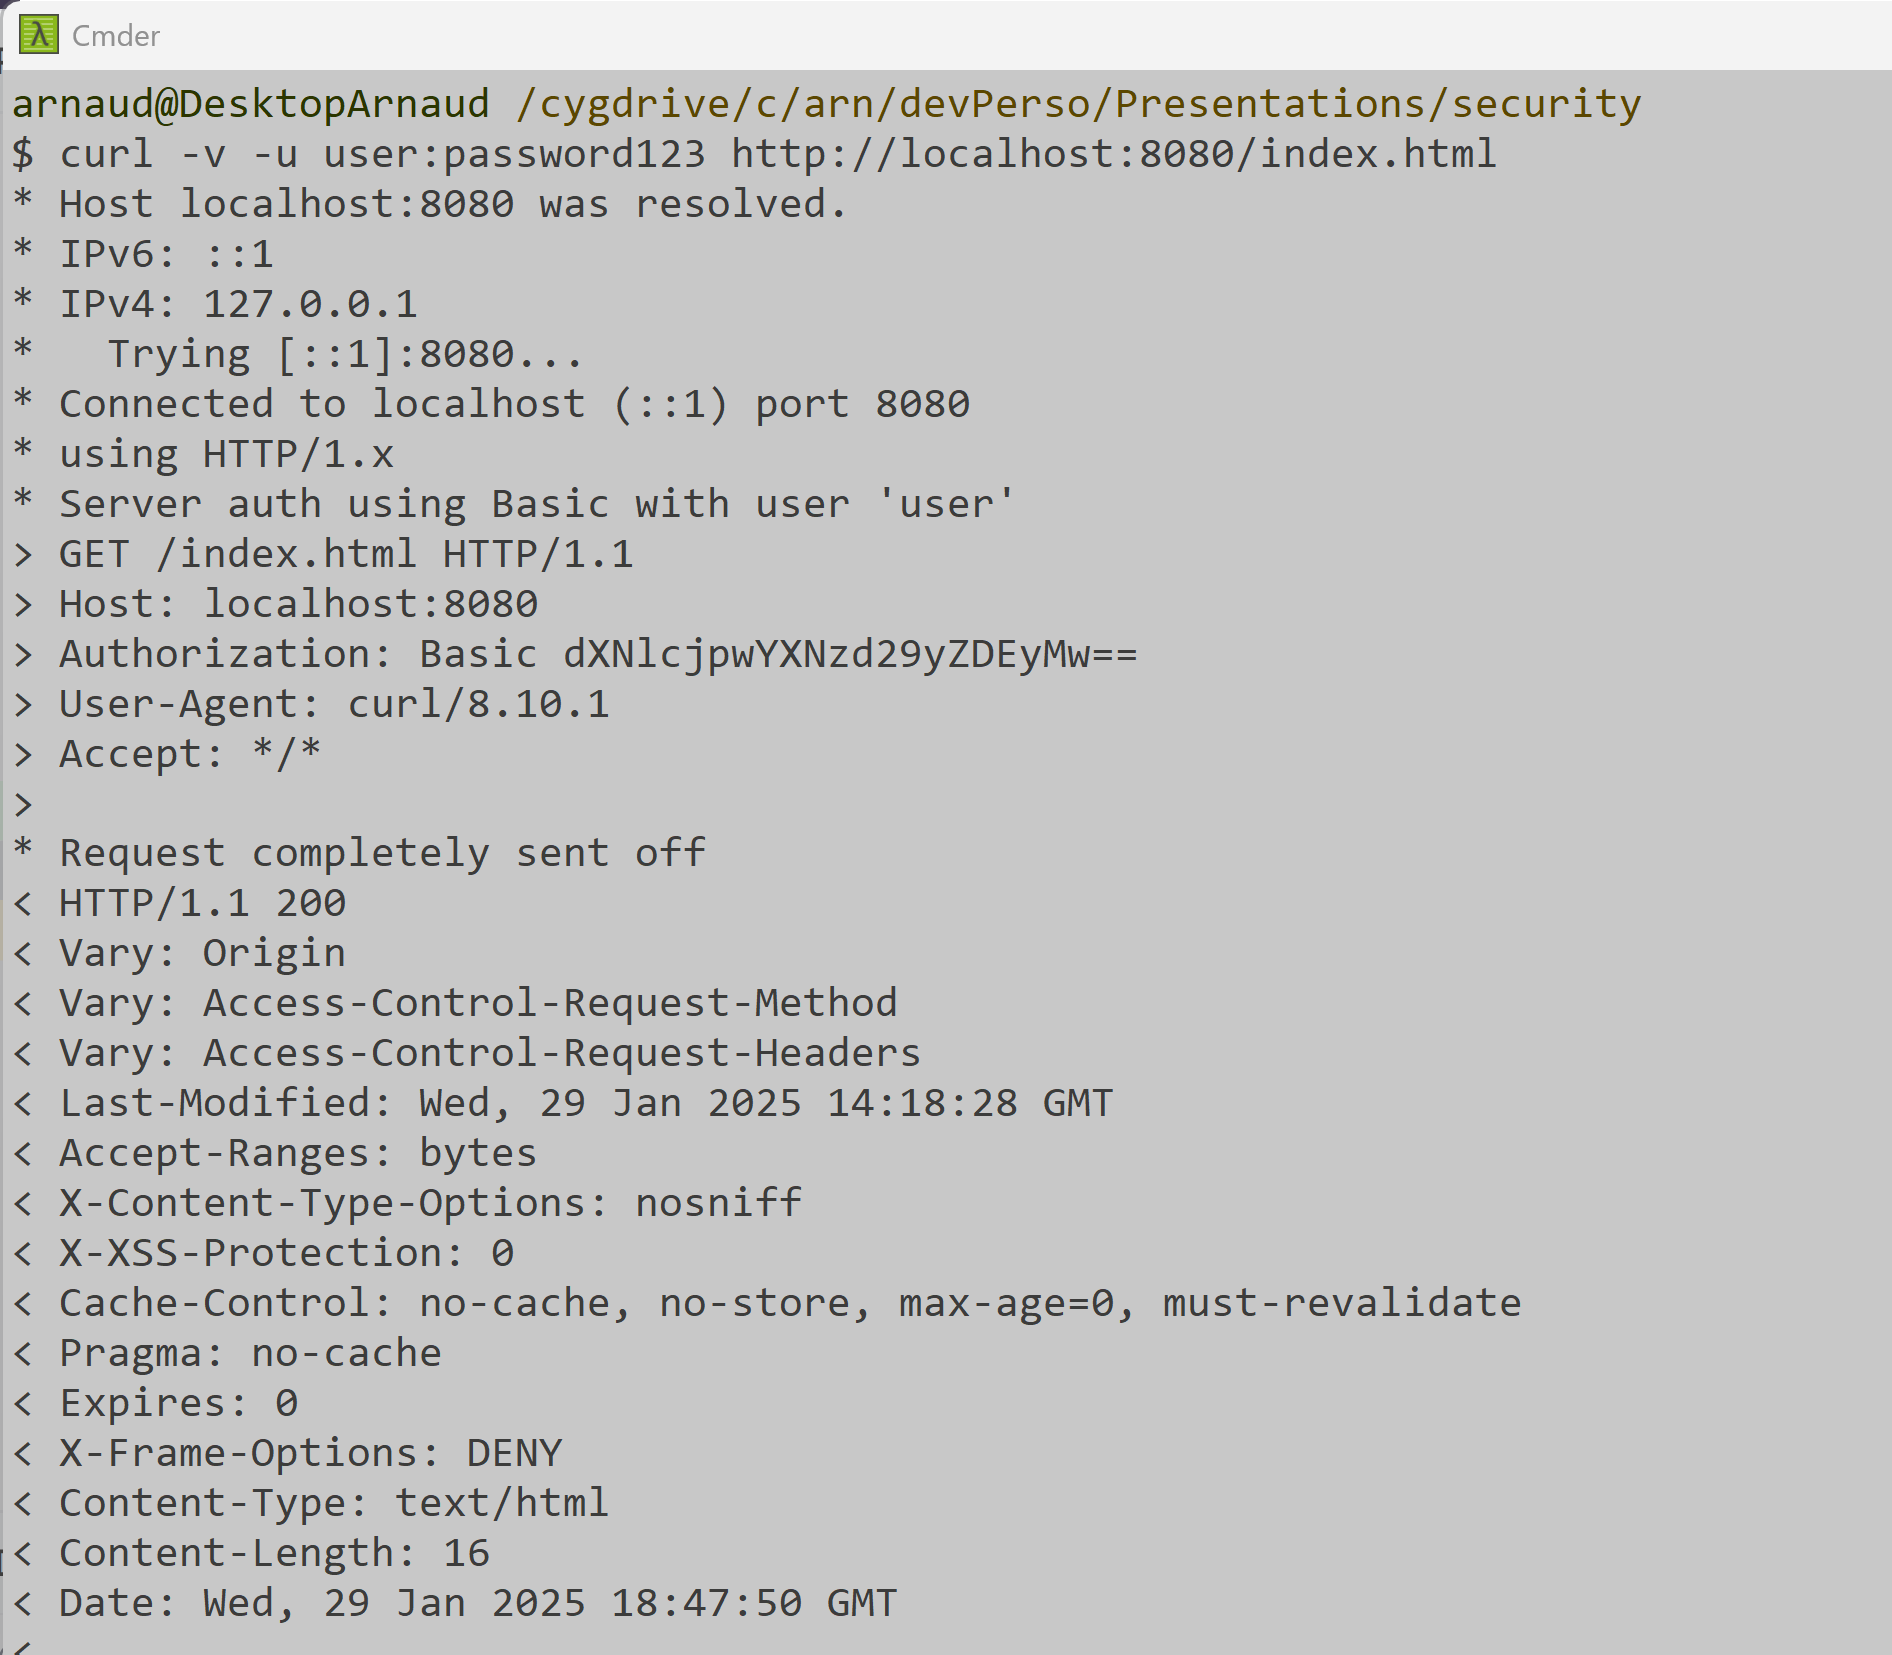 Cmder
arnaud@DesktopArnaud /cygdrive/c/arn/devPerso/Presentations/security
$ curl -v -u user:password123 http://localhost:8080/index.html
* Host localhost:8080 was resolved.
* IPv6: ::1
* IPv4: 127.0.0.1
*   Trying [::1]:8080...
* Connected to localhost (::1) port 8080
* using HTTP/1.x
* Server auth using Basic with user 'user'
> GET /index.html HTTP/1.1
> Host: localhost:8080
> Authorization: Basic dXNlcjpwYXNzd29yZDEyMw==
> User-Agent: curl/8.10.1
> Accept: */*
>
* Request completely sent off
< HTTP/1.1 200
< Vary: Origin
< Vary: Access-Control-Request-Method
< Vary: Access-Control-Request-Headers
< Last-Modified: Wed, 29 Jan 2025 14:18:28 GMT
< Accept-Ranges: bytes
< X-Content-Type-Options: nosniff
< X-XSS-Protection: 0
< Cache-Control: no-cache, no-store, max-age=0, must-revalidate
< Pragma: no-cache
< Expires: 0
< X-Frame-Options: DENY
< Content-Type: text/html
< Content-Length: 16
< Date: Wed, 29 Jan 2025 18:47:50 GMT
<